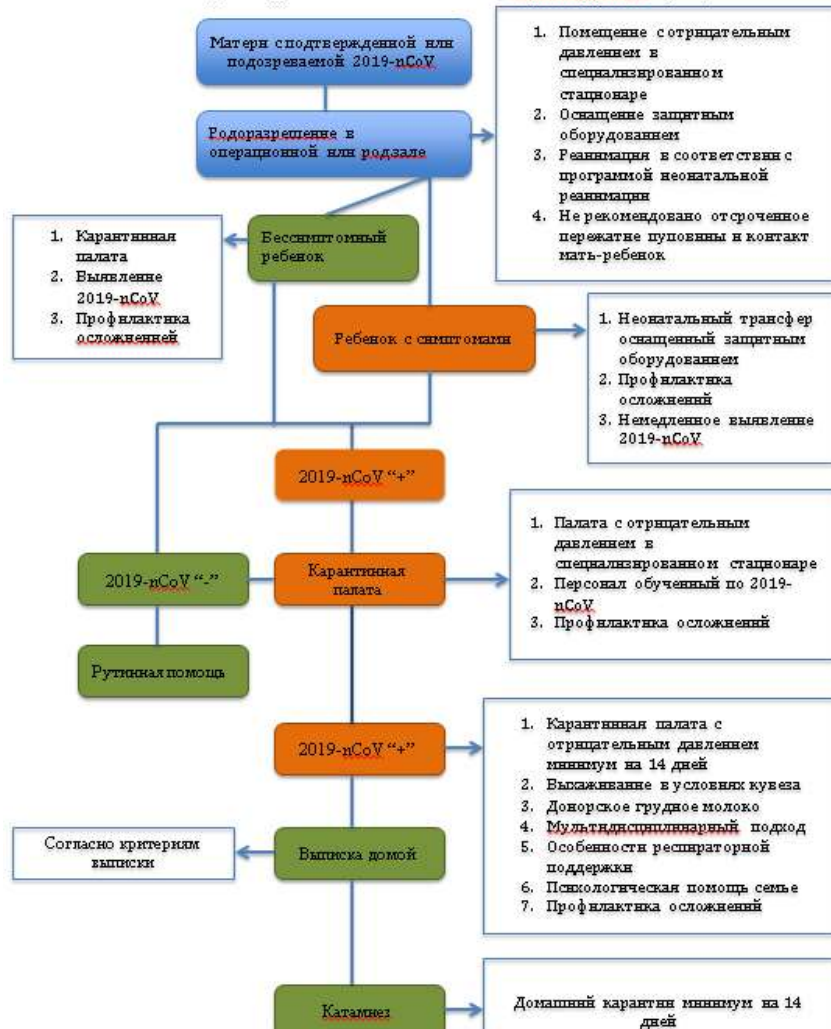 Матери с подтвержденной или
подозреваемой 2019-nCoV
1. Помещение с отрицательным
давлением в
специализированном
стационаре
2. Оснащение защитным
оборудованием
3. Реанимация в соответствии с
программой неонатальной
реанимации
4. Не рекомендовано отсроченное
пережатие пуповины и контакт
мать-ребенок
Родоразрешение в
операционной или родзале
1. Карантинная
палата
2. Выявление
2019-nCoV
3. Профилактика
осложненией
Бессимптомный
ребенок
Ребенок с симптомами
1. Неонатальный трансфер
оснащенный защитным
оборудованием
2. Профилактика
осложнений
3. Немедленное выявление
2019-nCoV
2019-nCoV “+”
2019-nCoV “-”
Карантинная
палата
1. Палата с отрицательным
давлением в
специализированном стационаре
2. Персонал обученный по 2019-
nCoV
3. Профилактика осложнений
Рутинная помощь
2019-nCoV “+”
1. Карантинная палата с
отрицательным давлением
минимум на 14 дней
2. Выхаживание в условиях кувеза
3. Донорское грудное молоко
4. Мультидисциплинарный подход
5. Особенности респираторной
поддержки
6. Психологическая помощь семье
7. Профилактика осложнений
Согласно критериям
выписки
Выписка домой
Катамнез
Домашний карантин минимум на 14
дней